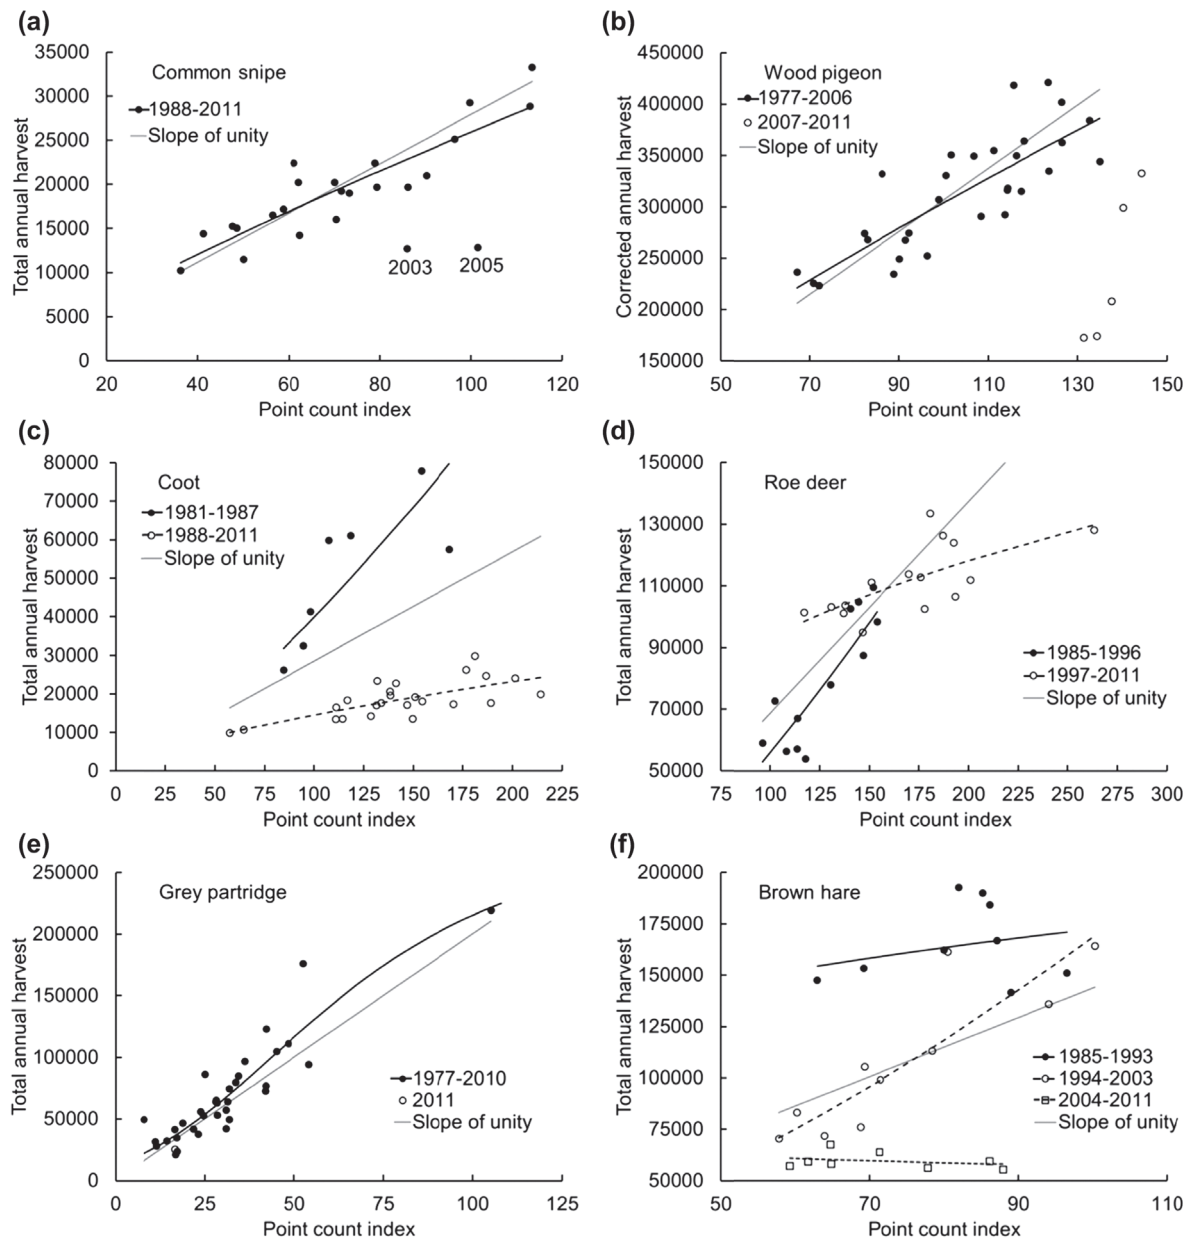 (a)
35000
30000
25000
20000
15000
10000
5000
0
Total annual harvest
Common snipe
1988-2011
Slope of unity
2003
2005
20 40 60 80 100 120
Point count index
(b)
450000
400000
350000
300000
250000
200000
150000
Corrected annual harvest
Wood pigeon
1977-2006
2007-2011
Slope of unity
50 70 90 110 130 150
Point count index
(c)
80000
70000
60000
50000
40000
30000
20000
10000
0
Total annual harvest
Coot
1981-1987
1988-2011
Slope of unity
0 25 50 75 100 125 150 175 200 225
Point count index
(d)
150000
130000
110000
90000
70000
50000
Total annual harvest
Roe deer
1985-1996
1997-2011
Slope of unity
75 100 125 150 175 200 225 250 275 300
Point count index
(e)
250000
200000
150000
100000
50000
0
Total annual harvest
Grey partridge
1977-2010
2011
Slope of unity
0 25 50 75 100 125
Point count index
(f)
200000
175000
150000
125000
100000
75000
50000
Total annual harvest
Brown hare
1985-1993
1994-2003
2004-2011
Slope of unity
50 70 90 110
Point count index